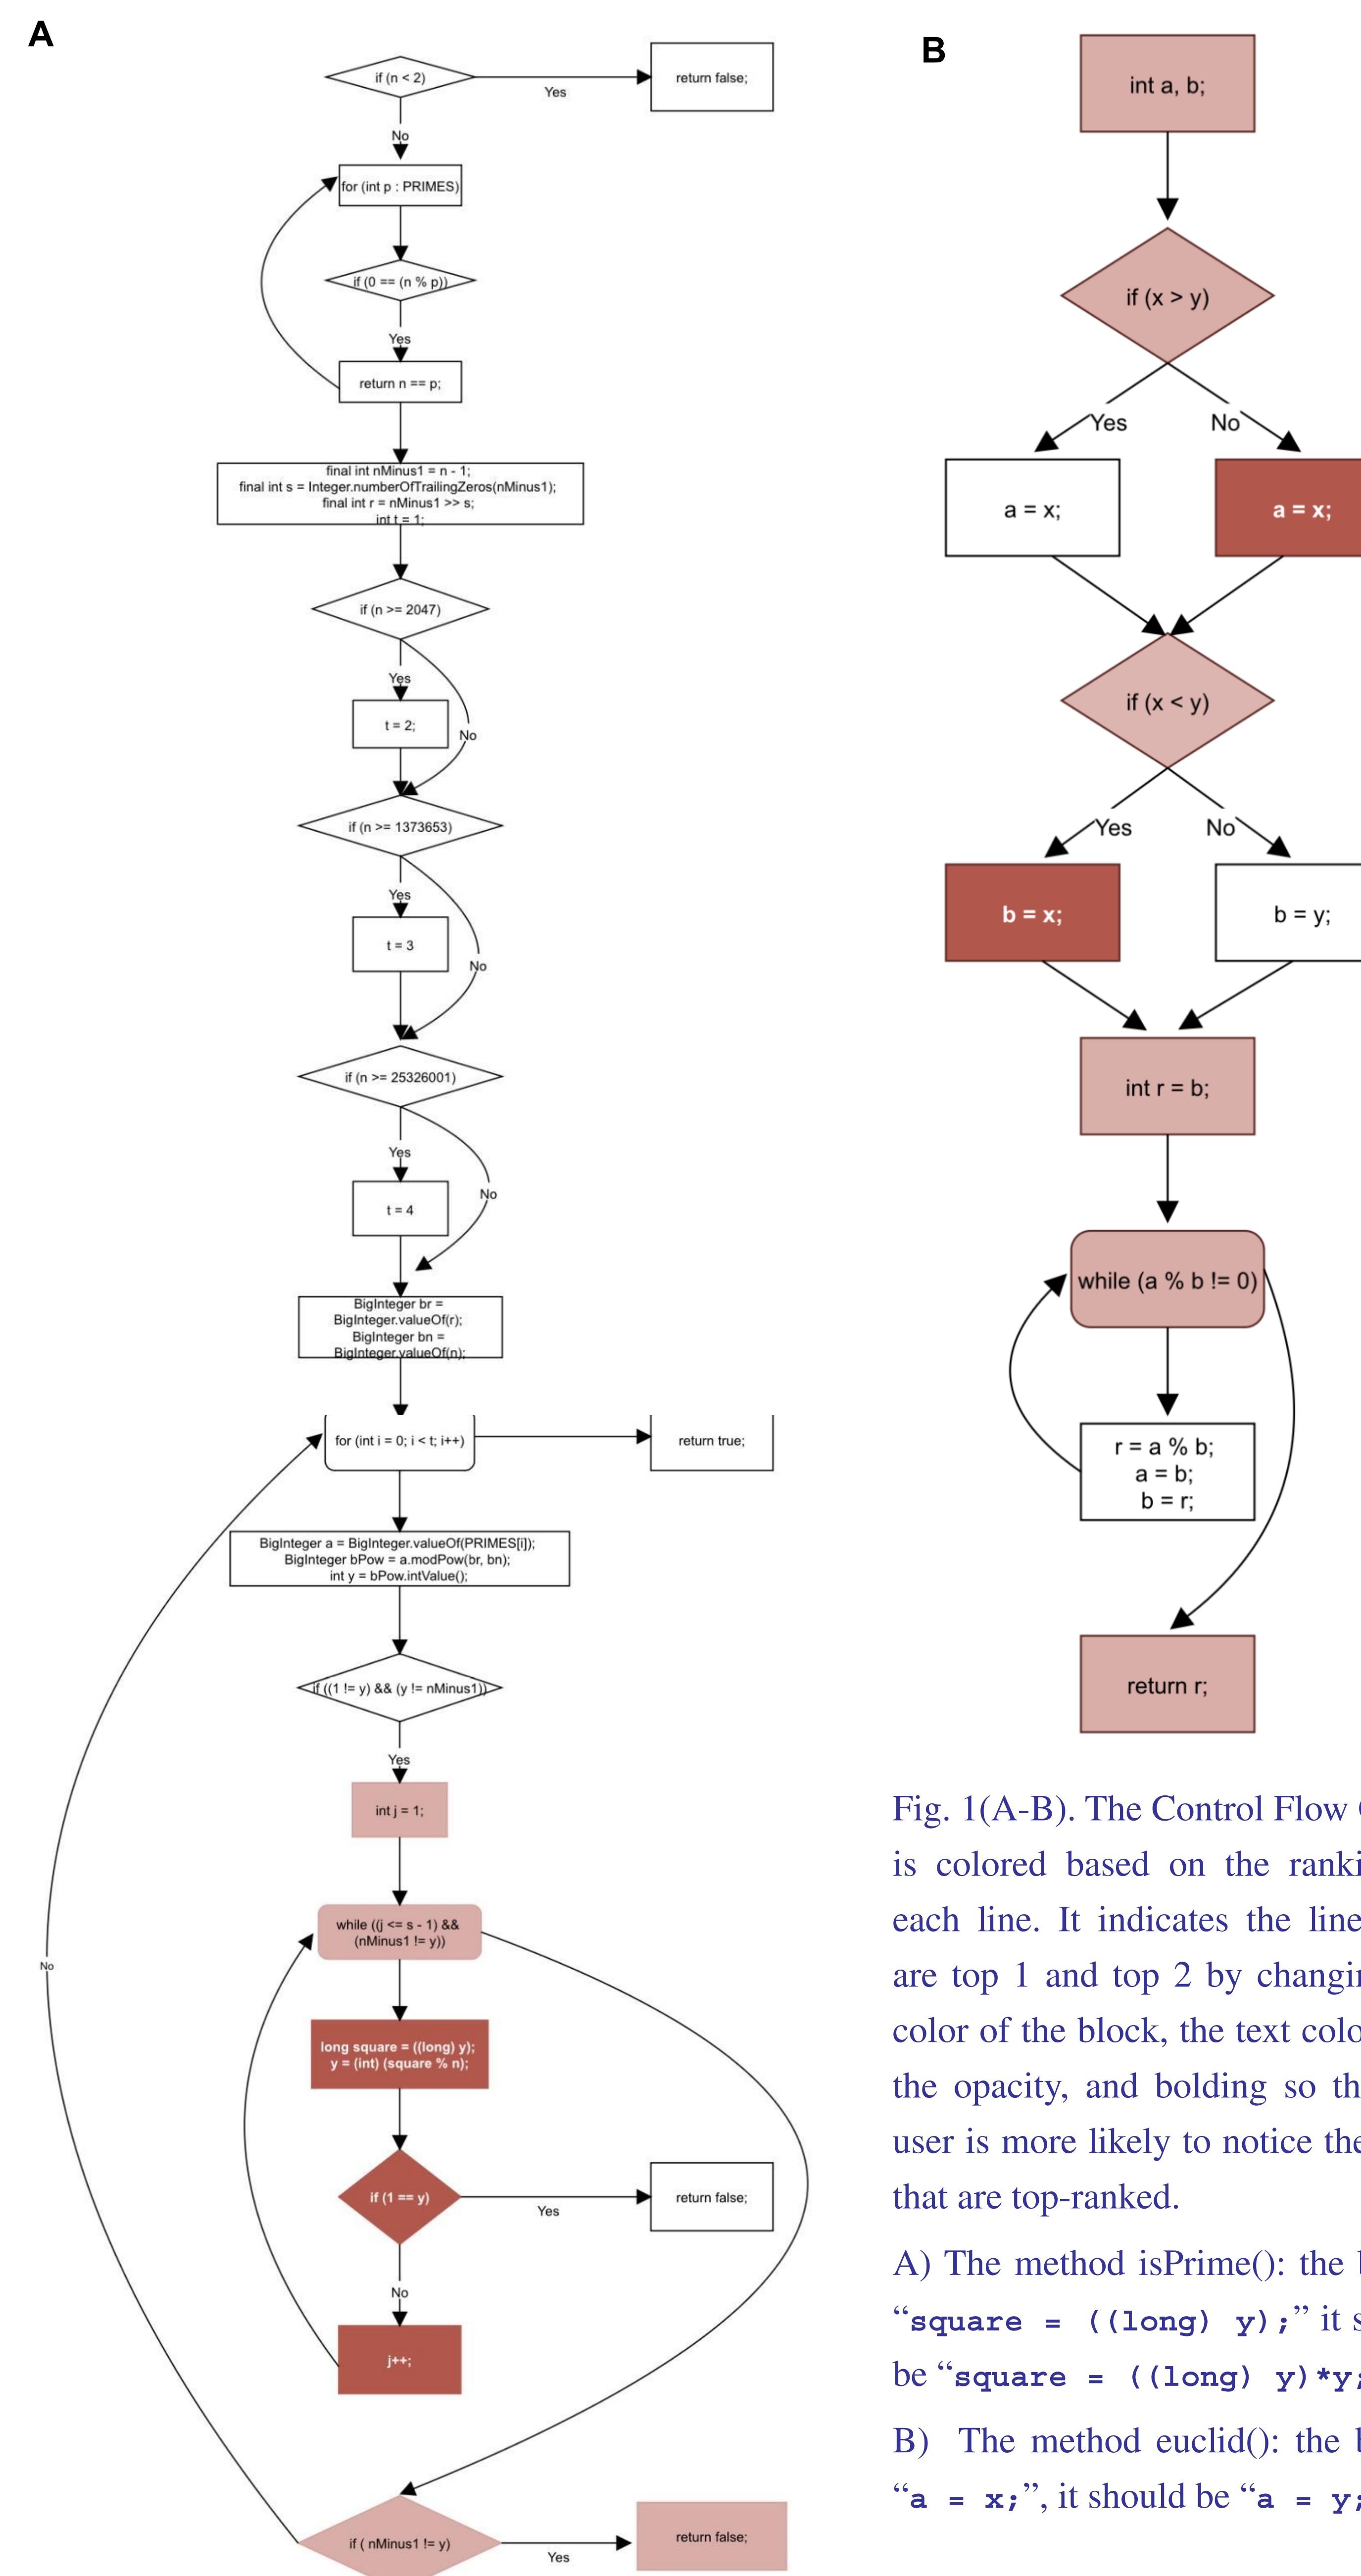 A
if (n < 2)
Yes
return false;
No
for (int p : PRIMES)
if (0 == (n % p))
Yes
return n == p;
final int nMinus1 = n - 1;
final int s = Integer.numberOfTrailingZeros(nMinus1);
final int r = nMinus1 >> s;
int t = 1;
if (n >= 2047)
Yes
t = 2;
No
if (n >= 1373653)
Yes
t = 3
No
if (n >= 25326001)
Yes
No
t = 4
BigInteger br =
BigInteger.valueOf(r);
BigInteger bn =
BigInteger.valueOf(n);
for (int i = 0; i < t; i++)
return true;
BigInteger a = BigInteger.valueOf(PRIMES[i]);
BigInteger bPow = a.modPow(br, bn);
int y = bPow.intValue();
if ((1 != y) && (y != nMinus1))
Yes
int j = 1;
while ((j <= s - 1) &&
(nMinus1 != y))
No
long square = ((long) y);
y = (int) (square % n);
if (1 == y)
Yes
return false;
No
j++;
if ( nMinus1 != y)
Yes
return false;
B
int a, b;
if (x > y)
Yes
No
a = x;
a = x;
if (x < y)
Yes
No
b = x;
b = y;
int r = b;
while (a % b != 0)
r = a % b;
a = b;
b = r;
return r;
Fig. 1(A-B). The Control Flow
is colored based on the
each line. It indicates the line
are top 1 and top 2 by
color of the block, the text
the opacity, and bolding so
user is more likely to notice
that are top-ranked.
A) The method isPrime(): the
“square = ((long) y);” it
be “square = ((long) y)*y;
B) The method euclid(): the
“a = x;”, it should be “a = y;